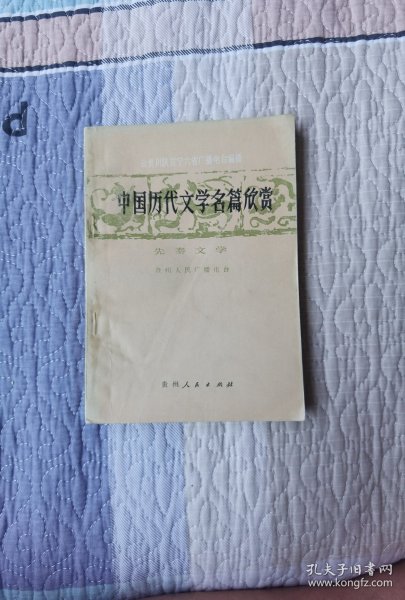 中国历代文学名篇欣赏
先秦文学
贵州人民广播电台
贵州人民出版社
p
孔夫子旧书网
www.kongfz.com